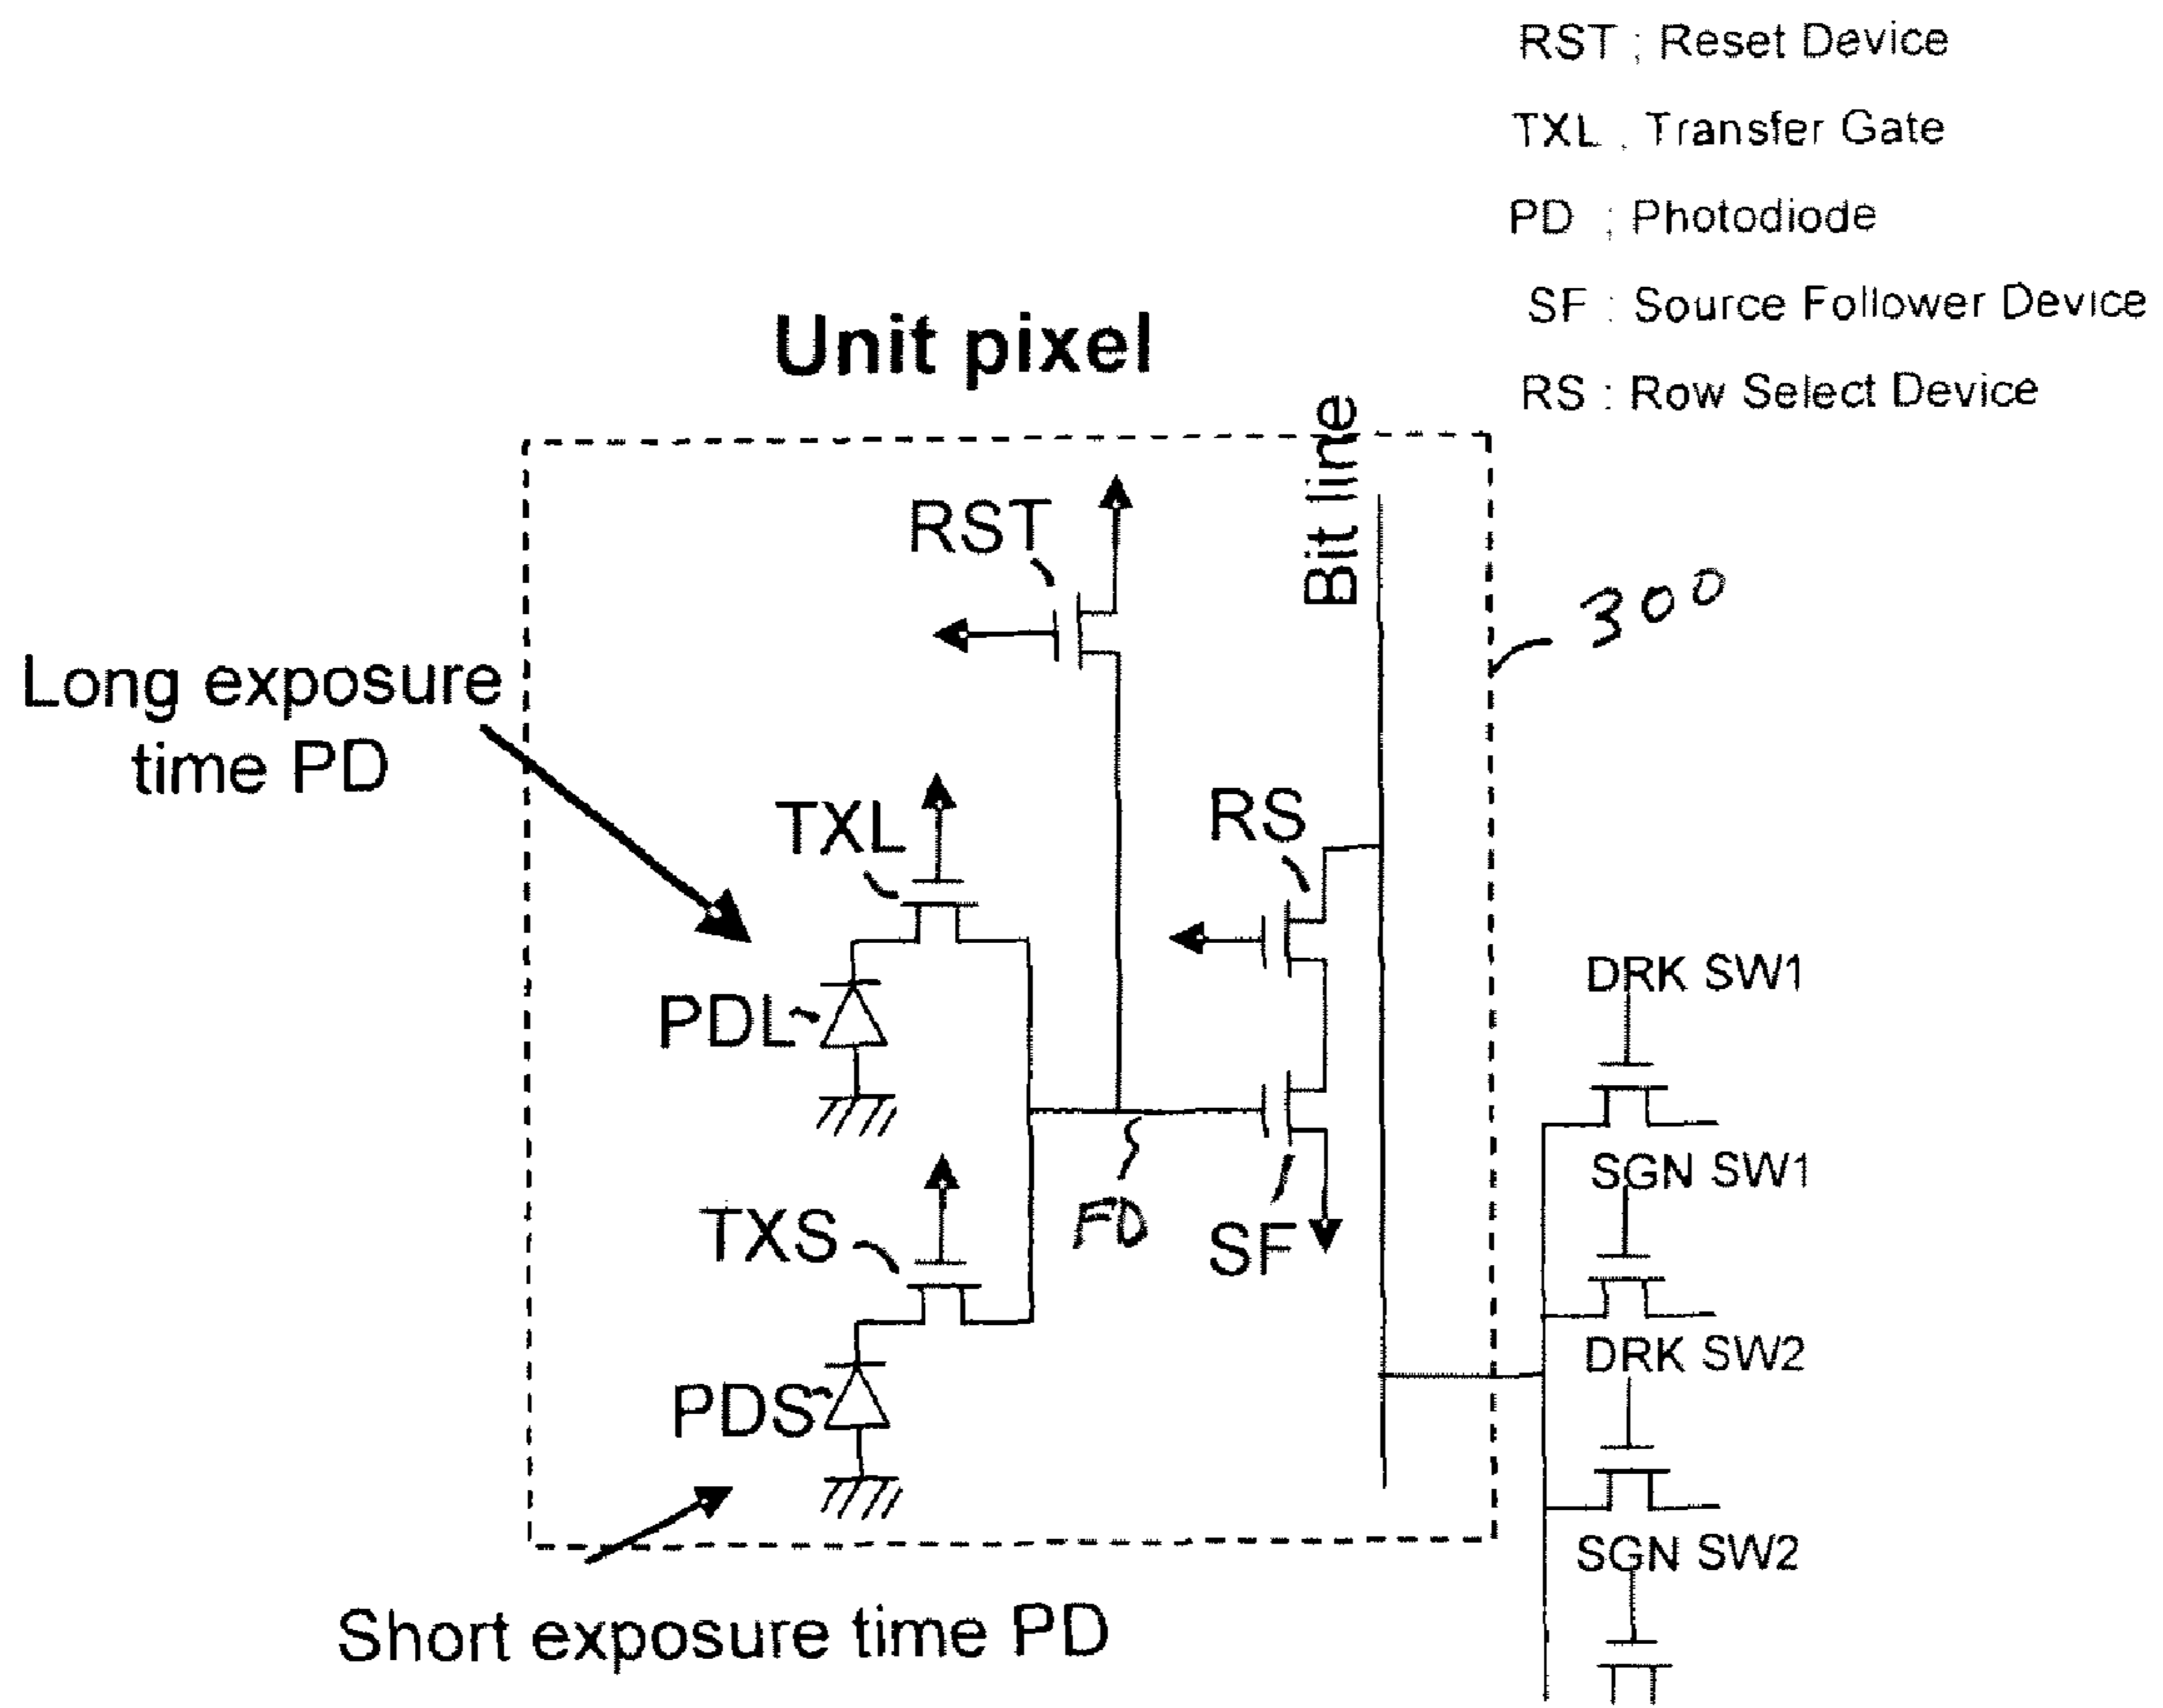 RST ; Reset Device
TXL . Transfer Gate
PD ; Photodiode
SF : Source Follower Device
RS : Row Select Device
Unit pixel
Bit line
RST
300
Long exposure
time PD
TXL
RS
PDL
DRK SW1
SGN SW1
TXS
FD
SF
DRK SW2
PDS
SGN SW2
Short exposure time PD